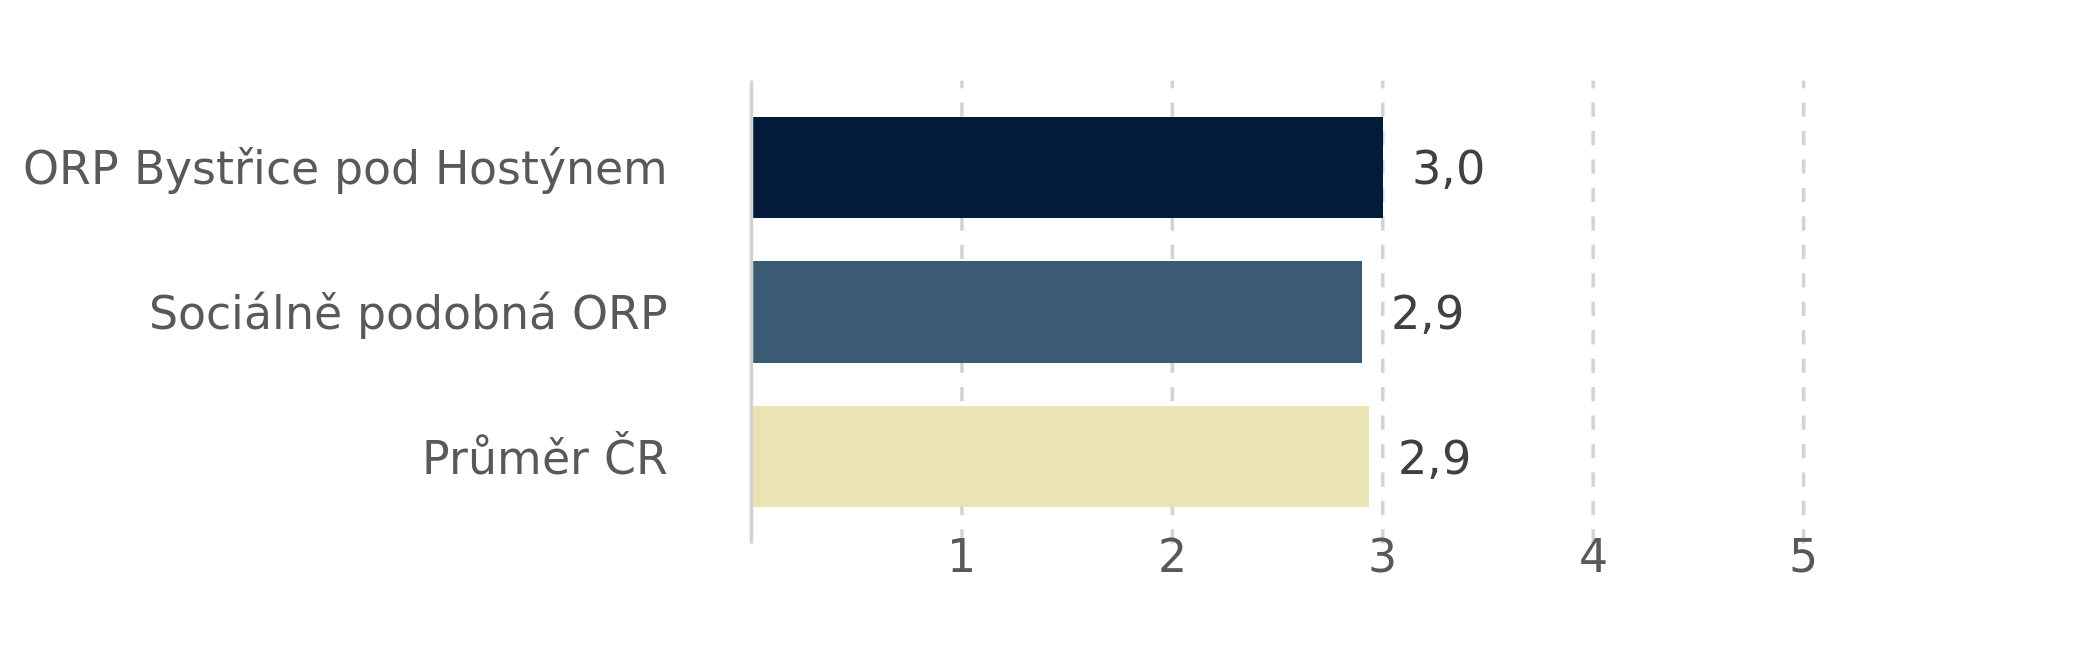 ORP Bystřice pod Hostýnem 3,0
Sociálně podobná ORP 2,9
Průměr ČR 2,9
1 2 3 4 5